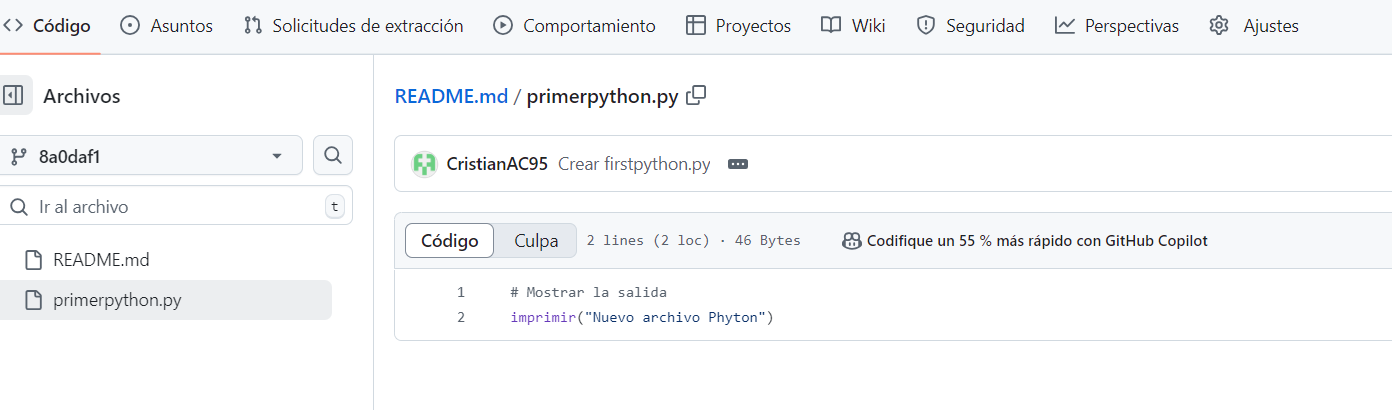 Código Asuntos Solicitudes de extracción Comportamiento Proyectos Wiki Seguridad Perspectivas Ajustes
Archivos
8a0daf1
Ir al archivo t
README.md
primerpython.py
README.md / primerpython.py
CristianAC95 Crear firstpython.py
Código Culpa 2 lines (2 loc) · 46 Bytes Codifique un 55 % más rápido con GitHub Copilot
1 # Mostrar la salida
2 imprimir("Nuevo archivo Phyton")